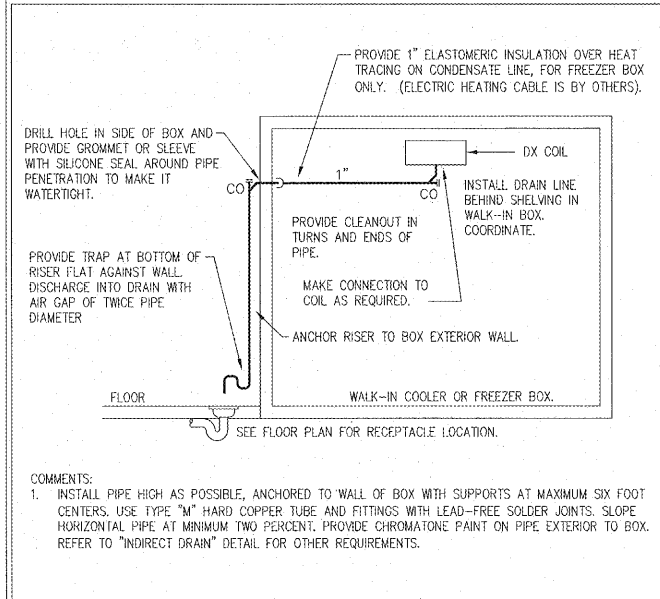 PROVIDE 1" ELASTOMERIC INSULATION OVER HEAT
TRACING ON CONDENSATE LINE, FOR FREEZER BOX
ONLY. (ELECTRIC HEATING CABLE IS BY OTHERS).
DRILL HOLE IN SIDE OF BOX AND
PROVIDE GROMMET OR SLEEVE
WITH SILICONE SEAL AROUND PIPE
PENETRATION TO MAKE IT
WATERTIGHT.
CO
1"
CO
DX COIL
INSTALL DRAIN LINE
BEHIND SHELVING IN
WALK-IN BOX.
COORDINATE.
PROVIDE CLEANOUT IN
TURNS AND ENDS OF
PIPE.
PROVIDE TRAP AT BOTTOM OF
RISER FLAT AGAINST WALL.
DISCHARGE INTO DRAIN WITH
AIR GAP OF TWICE PIPE
DIAMETER
MAKE CONNECTION TO
COIL AS REQUIRED.
ANCHOR RISER TO BOX EXTERIOR WALL.
FLOOR
WALK-IN COOLER OR FREEZER BOX.
SEE FLOOR PLAN FOR RECEPTACLE LOCATION.
COMMENTS:
1. INSTALL PIPE HIGH AS POSSIBLE, ANCHORED TO WALL OF BOX WITH SUPPORTS AT MAXIMUM SIX FOOT
CENTERS. USE TYPE "M" HARD COPPER TUBE AND FITTINGS WITH LEAD-FREE SOLDER JOINTS. SLOPE
HORIZONTAL PIPE AT MINIMUM TWO PERCENT. PROVIDE CHROMATONE PAINT ON PIPE EXTERIOR TO BOX.
REFER TO "INDIRECT DRAIN" DETAIL FOR OTHER REQUIREMENTS.